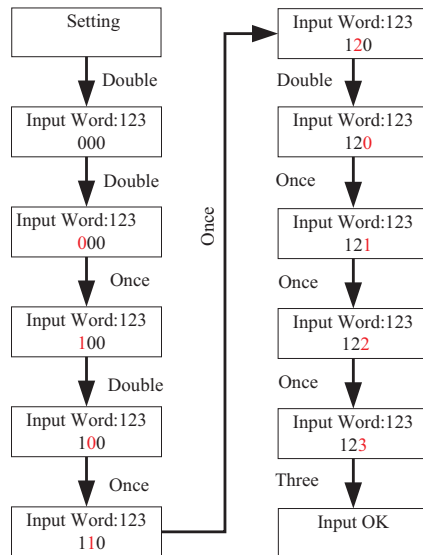 Setting
Double
Input Word:123
000
Double
Input Word:123
000
Once
Input Word:123
100
Double
Input Word:123
100
Once
Input Word:123
110
Once
Input Word:123
120
Double
Input Word:123
120
Once
Input Word:123
121
Once
Input Word:123
122
Once
Input Word:123
123
Three
Input OK